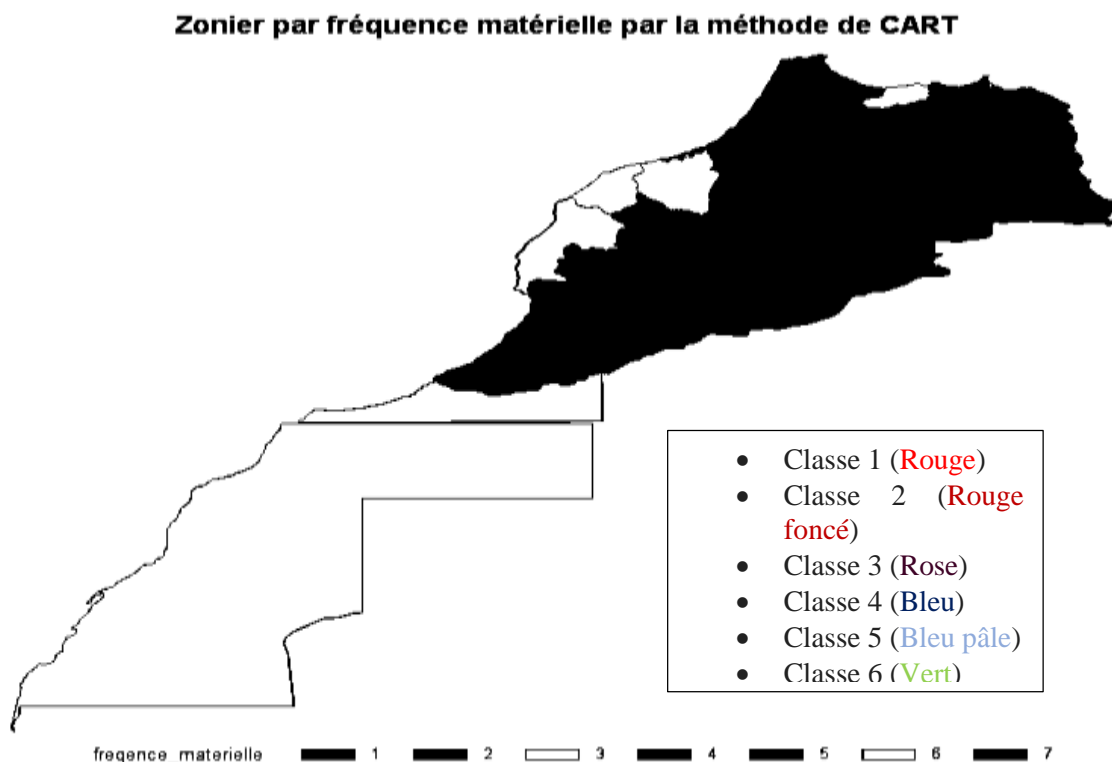 Zonier par fréquence matérielle par la méthode de CART
• Classe 1 (Rouge)
• Classe 2 (Rouge
foncé)
• Classe 3 (Rose)
• Classe 4 (Bleu)
• Classe 5 (Bleu pâle)
• Classe 6 (Vert)
freqence_materielle 1 2 3 4 5 6 7